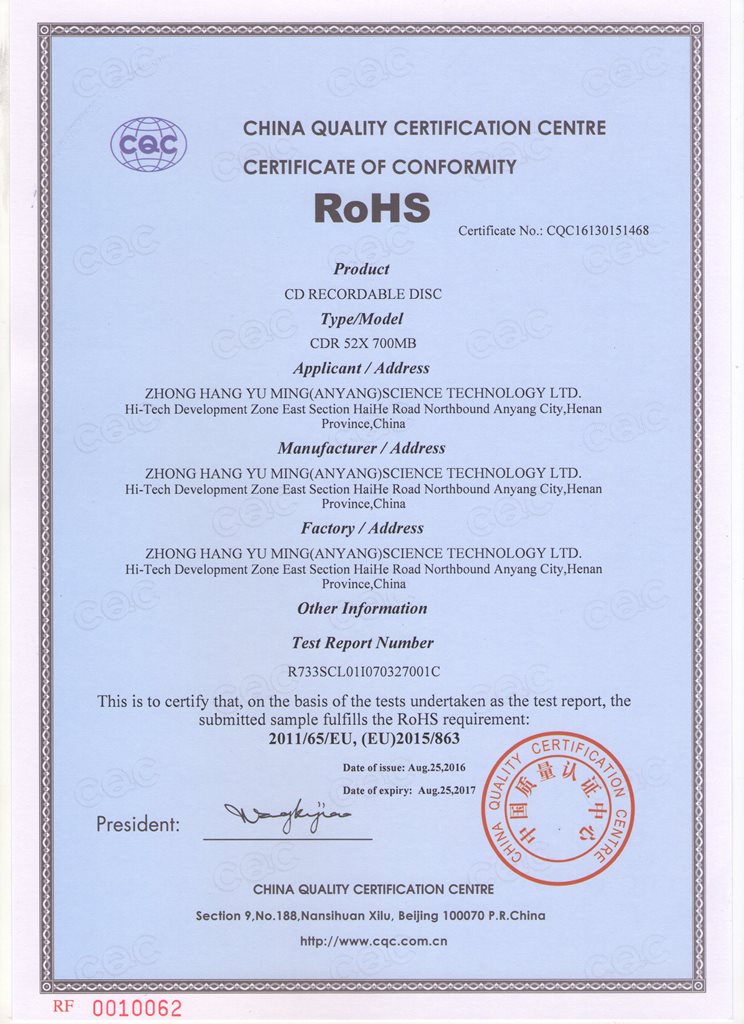 CQC
CHINA QUALITY CERTIFICATION CENTRE
CERTIFICATE OF CONFORMITY
RoHS
Certificate No.: CQC16130151468
Product
CD RECORDABLE DISC
Type/Model
CDR 52X 700MB
Applicant / Address
ZHONG HANG YU MING(ANYANG)SCIENCE TECHNOLOGY LTD.
Hi-Tech Development Zone East Section HaiHe Road Northbound Anyang City,Henan
Province,China
Manufacturer / Address
ZHONG HANG YU MING(ANYANG)SCIENCE TECHNOLOGY LTD.
Hi-Tech Development Zone East Section HaiHe Road Northbound Anyang City,Henan
Province,China
Factory / Address
ZHONG HANG YU MING(ANYANG)SCIENCE TECHNOLOGY LTD.
Hi-Tech Development Zone East Section HaiHe Road Northbound Anyang City,Henan
Province,China
Other Information
Test Report Number
R733SCL01I070327001C
This is to certify that, on the basis of the tests undertaken as the test report, the
submitted sample fulfills the RoHS requirement:
2011/65/EU, (EU)2015/863
Date of issue: Aug.25,2016
Date of expiry: Aug.25,2017
President:
CHINA QUALITY CERTIFICATION CENTRE
中国质量认证中心
CHINA QUALITY CERTIFICATION CENTRE
Section 9,No.188,Nansihuan Xilu, Beijing 100070 P.R.China
http://www.cqc.com.cn
RF 0010062